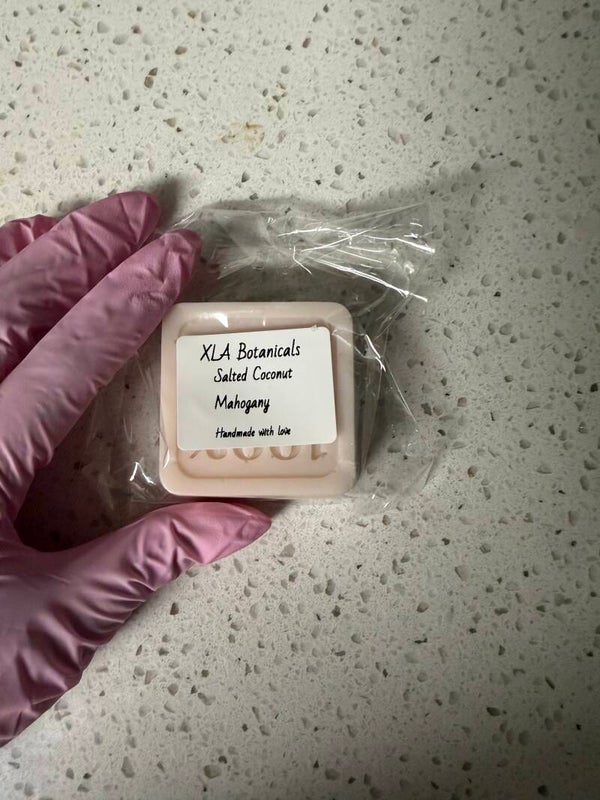 XLA Botanicals
Salted Coconut
Mahogany
Handmade with love